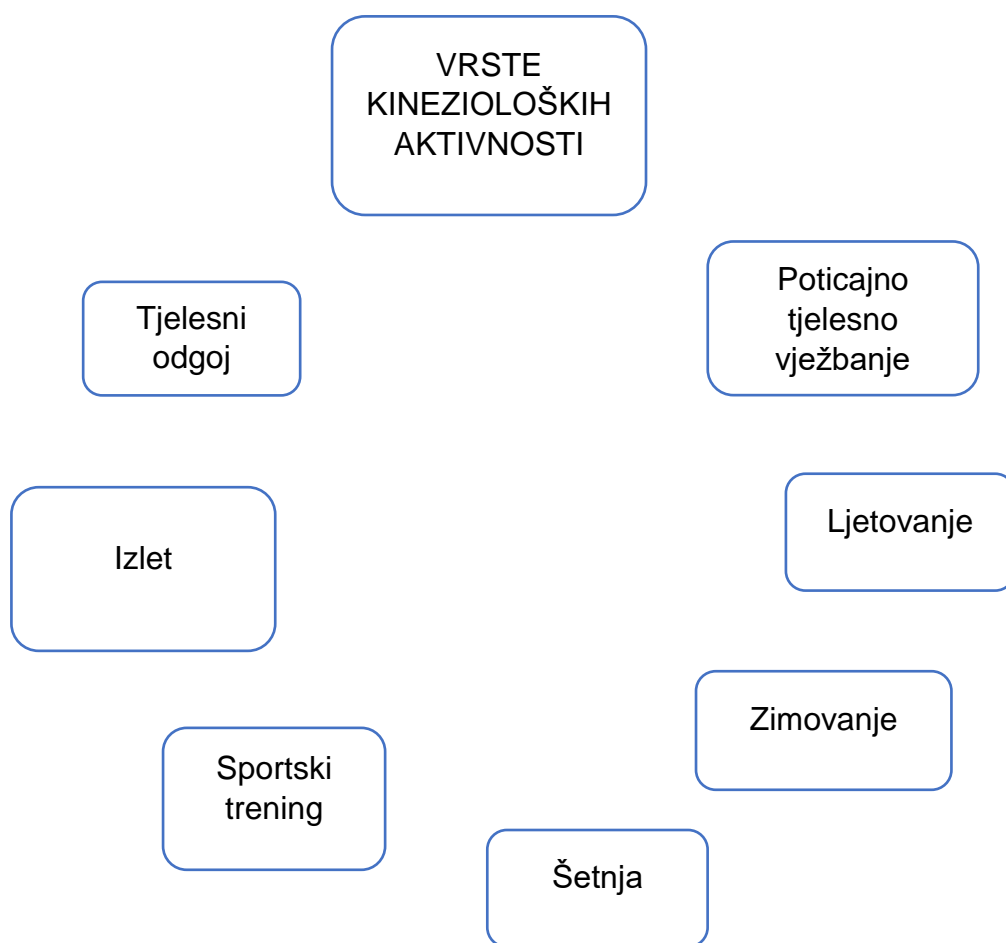 VRSTE
KINEZIOLOŠKIH
AKTIVNOSTI
Tjelesni
odgoj
Poticajno
tjelesno
vježbanje
Izlet
Ljetovanje
Sportski
trening
Zimovanje
Šetnja